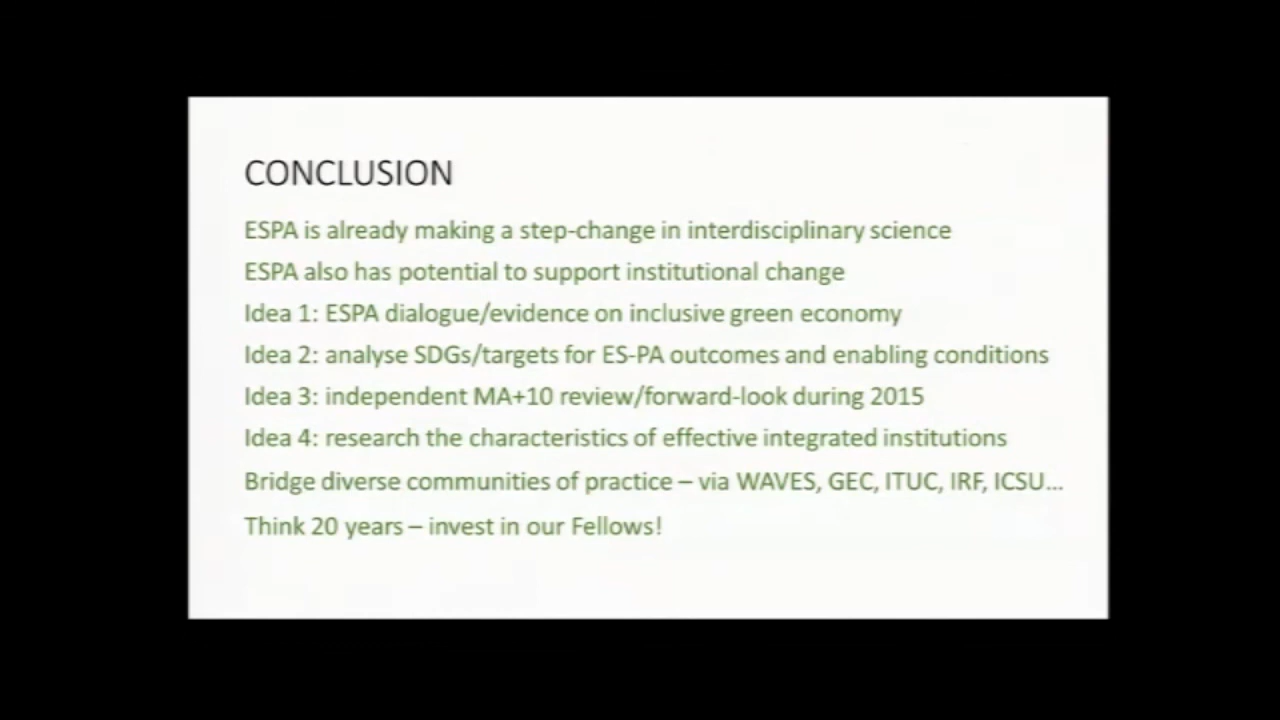 CONCLUSION
ESPA is already making a step-change in interdisciplinary science
ESPA also has potential to support institutional change
Idea 1: ESPA dialogue/evidence on inclusive green economy
Idea 2: analyse SDGs/targets for ES-PA outcomes and enabling conditions
Idea 3: independent MA+10 review/forward-look during 2015
Idea 4: research the characteristics of effective integrated institutions
Bridge diverse communities of practice – via WAVES, GEC, ITUC, IRF, ICSU...
Think 20 years – invest in our Fellows!